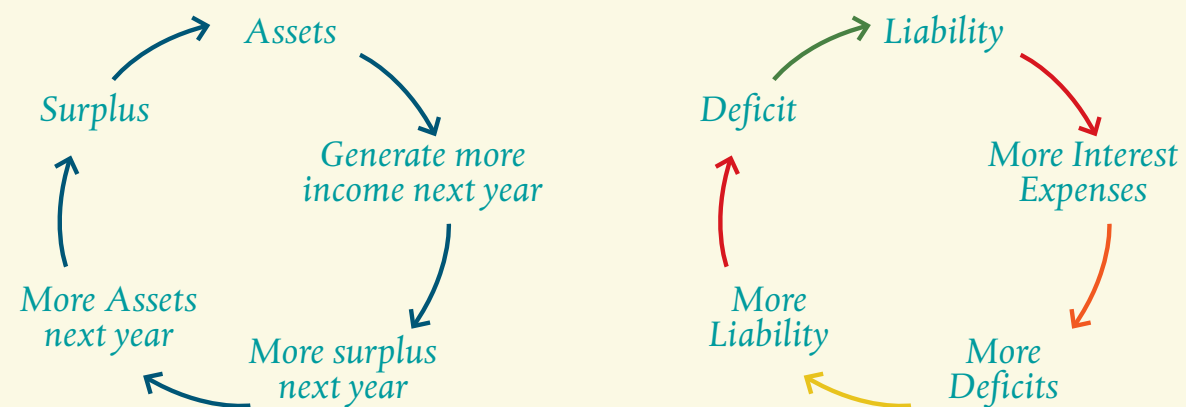 Assets
Surplus
Generate more
income next year
More Assets
next year
More surplus
next year
Liability
Deficit
More Interest
Expenses
More
Liability
More
Deficits